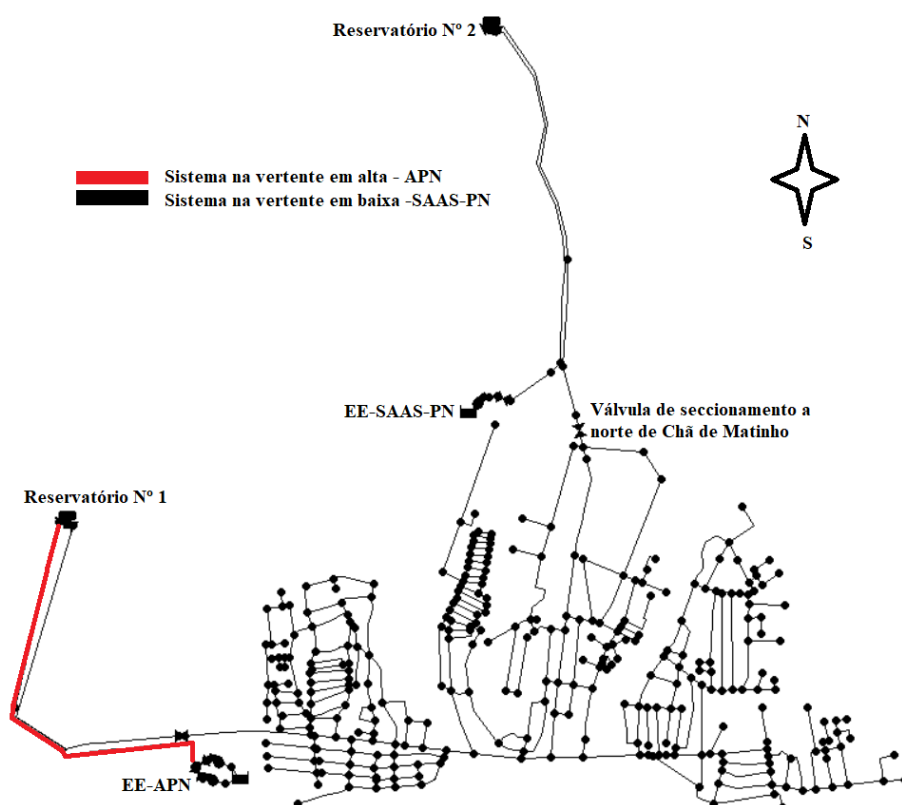 Reservatório Nº 2
N
Sistema na vertente em alta - APN
Sistema na vertente em baixa -SAAS-PN
S
EE-SAAS-PN
Válvula de seccionamento a
norte de Chã de Matinho
Reservatório Nº 1
EE-APN